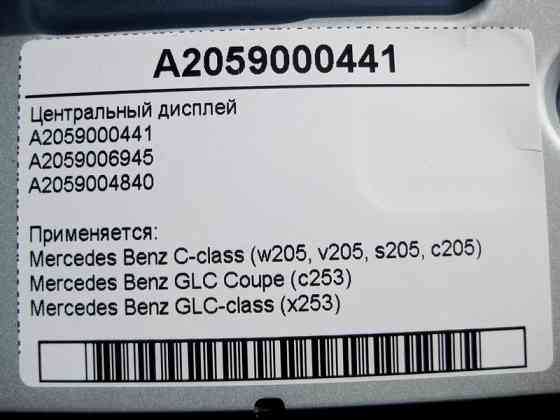 A2059000441
Центральный дисплей
A2059000441
A2059006945
A2059004840
Применяется:
Mercedes Benz C-class (w205, v205, s205, c205)
Mercedes Benz GLC Coupe (c253)
Mercedes Benz GLC-class (x253)